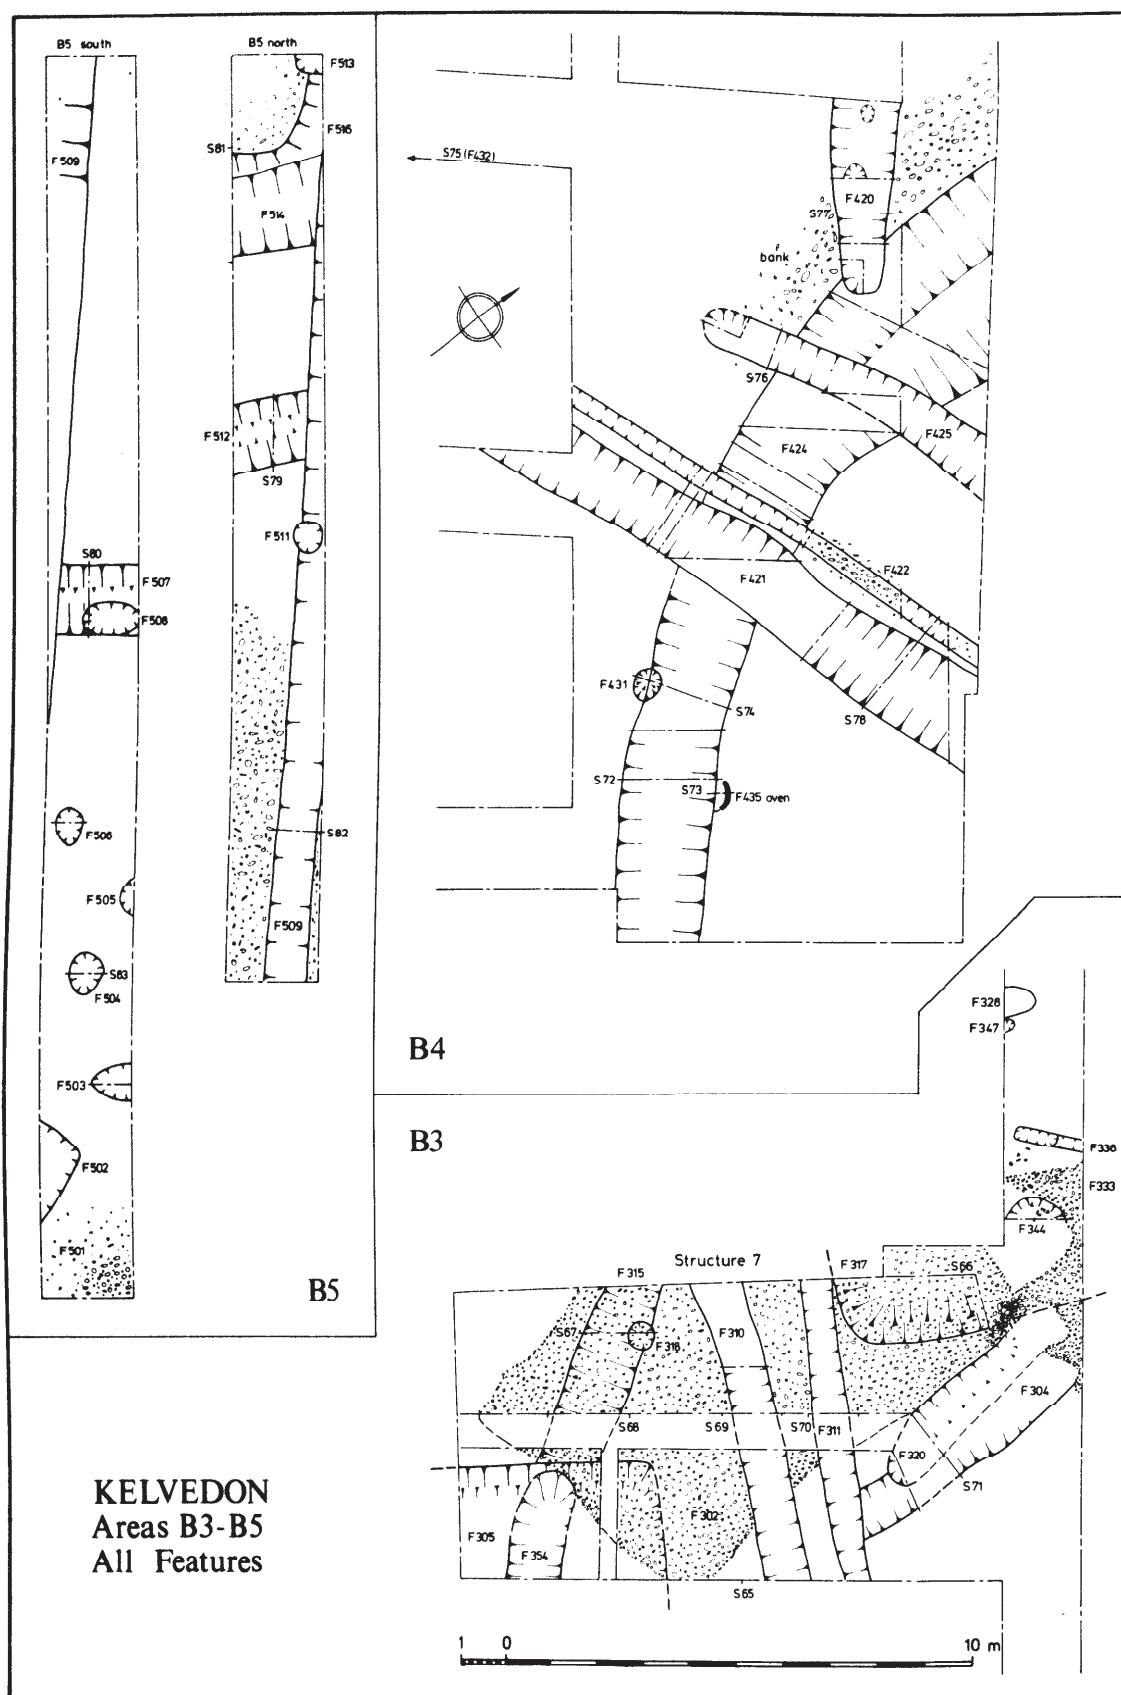 B5 south
F509
S80
F507
F508
F506
F505
S83
F504
F503
F502
F501
B5 north
F513
F516
S81
F514
F512
S79
F511
S82
F509
B5
S75 (F432)
F420
S77
bank
S76
F425
F424
F422
F421
F431
S74
S78
S72
S73
F435 oven
B4
B3
F328
F347
F336
F333
F344
Structure 7
F315
F317
S66
S67
F316
F310
F304
S68
S69
S70
F311
F320
S71
F302
F305
F354
S65
KELVEDON
Areas B3-B5
All Features
1 0 10 m